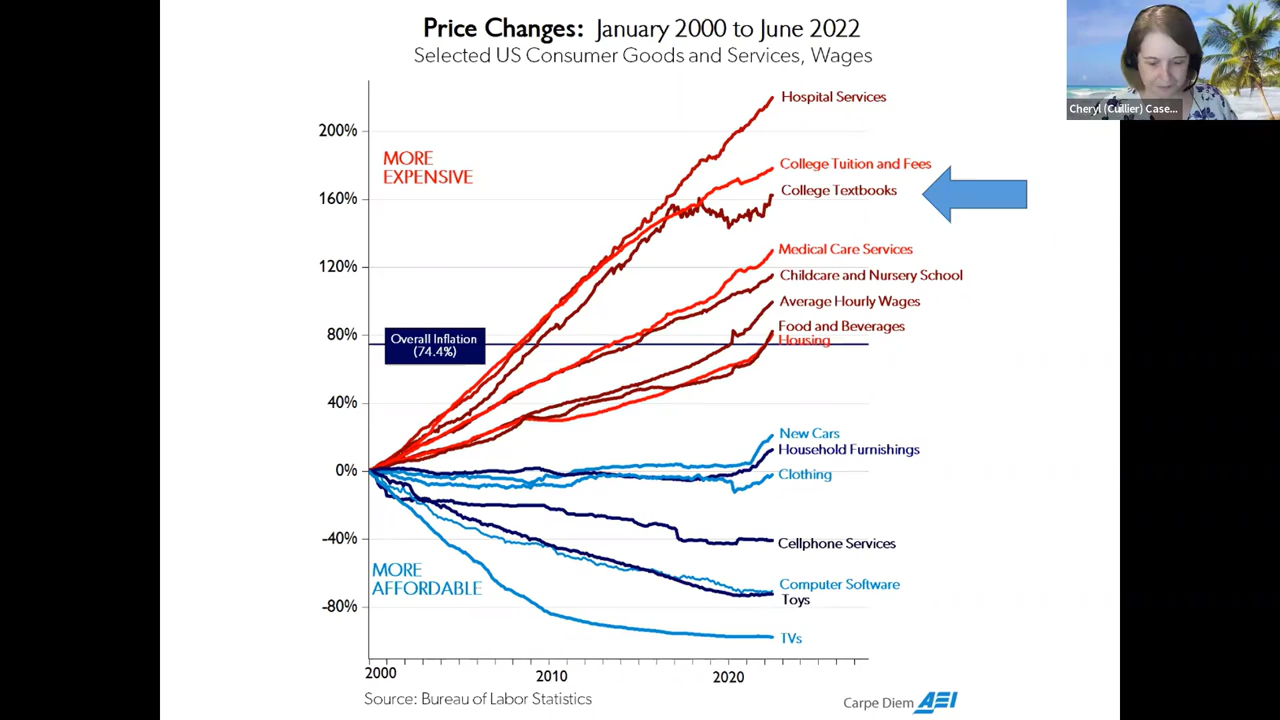 Price Changes: January 2000 to June 2022
Selected US Consumer Goods and Services, Wages
Cheryl (Cuillier) Case...
Hospital Services
200%
MORE
EXPENSIVE
College Tuition and Fees
College Textbooks
160%
Medical Care Services
120%
Childcare and Nursery School
Average Hourly Wages
Food and Beverages
80%
Housing
Overall Inflation
(74.4%)
40%
New Cars
Household Furnishings
0%
Clothing
-40%
Cellphone Services
MORE
AFFORDABLE
Computer Software
Toys
-80%
TVs
2000 2010 2020
Source: Bureau of Labor Statistics
Carpe Diem AEI